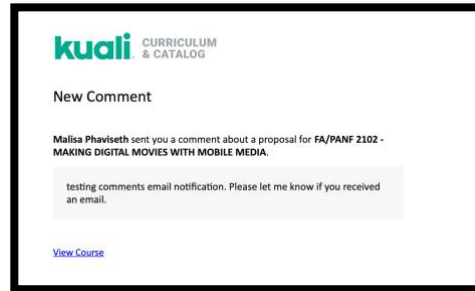 kuali CURRICULUM
& CATALOG
New Comment
Malisa Phaviseth sent you a comment about a proposal for FA/PANF 2102 -
MAKING DIGITAL MOVIES WITH MOBILE MEDIA.
testing comments email notification. Please let me know if you received
an email.
View Course